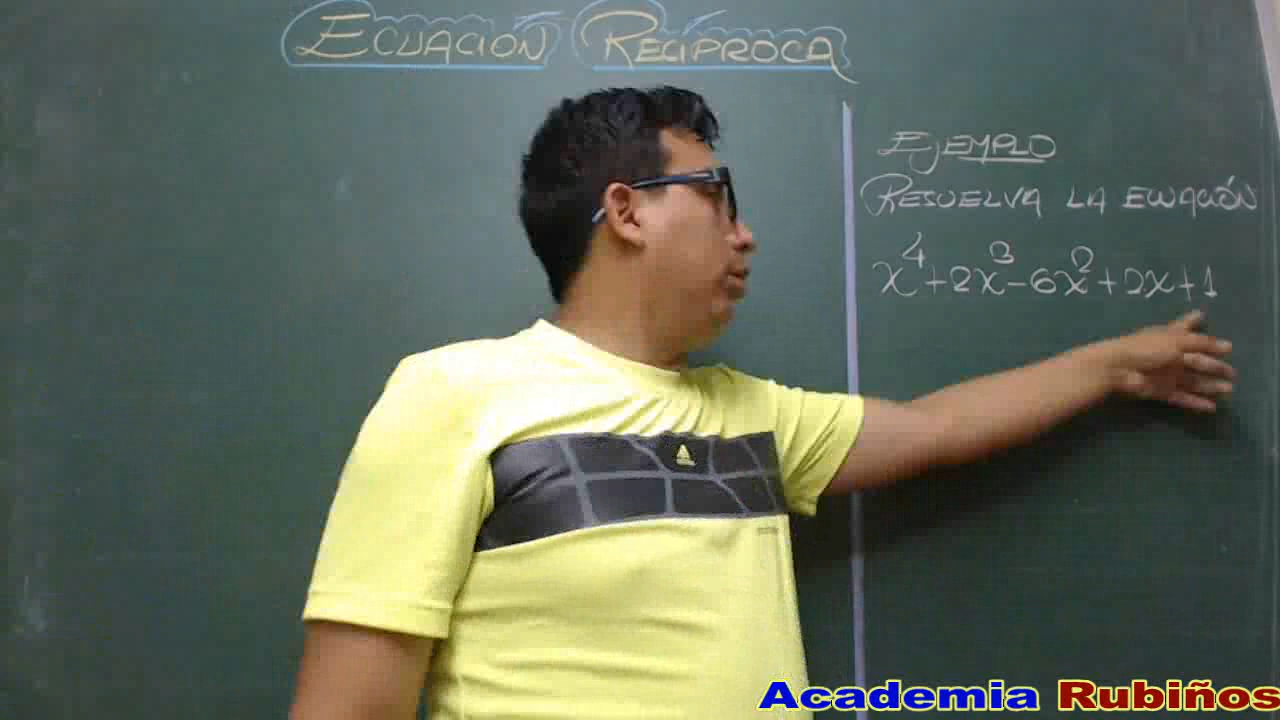 ECUACIÓN RECÍPROCA
EJEMPLO
RESUELVA LA ECUACIÓN
x⁴+2x³-6x²+2x+1
Academia Rubiños